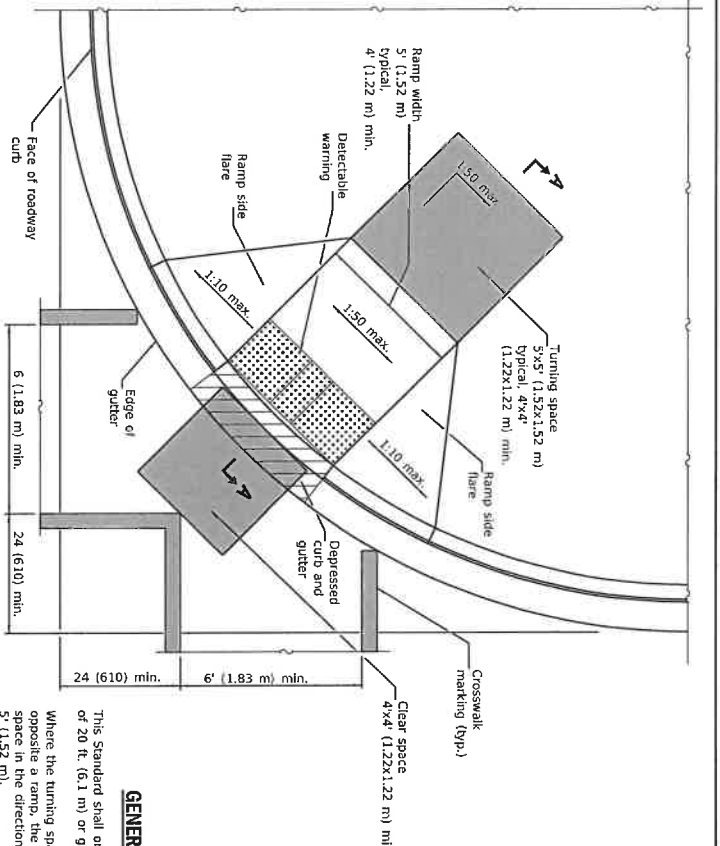 Ramp width
5' (1.52 m)
typical,
4' (1.22 m) min.
Detectable
warning
Ramp side
flare
Face of roadway
curb
1:50 max.
A
Turning space
5'x5' (1.52x1.52 m)
typical, 4'x4'
(1.22x1.22 m) min.
1:50 max.
1:10 max.
1:10 max.
Ramp side
flare
Edge of
gutter
A
Depressed
curb and
gutter
Crosswalk
marking (typ.)
Clear space
4'x4' (1.22x1.22 m) mi
6 (1.83 m) min.
24 (610) min.
24 (610) min.
6' (1.83 m) min.
GENER
This Standard shall on
of 20 ft. (6.1 m) or g
Where the turning sp
opposite a ramp, the
space in the direction
5' (1.52 m).